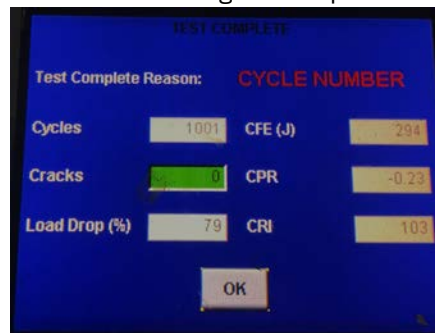 TEST COMPLETE
Test Complete Reason: CYCLE NUMBER
Cycles 1001 CFE (J) 294
Cracks 0 CPR -0.23
Load Drop (%) 79 CRI 103
OK